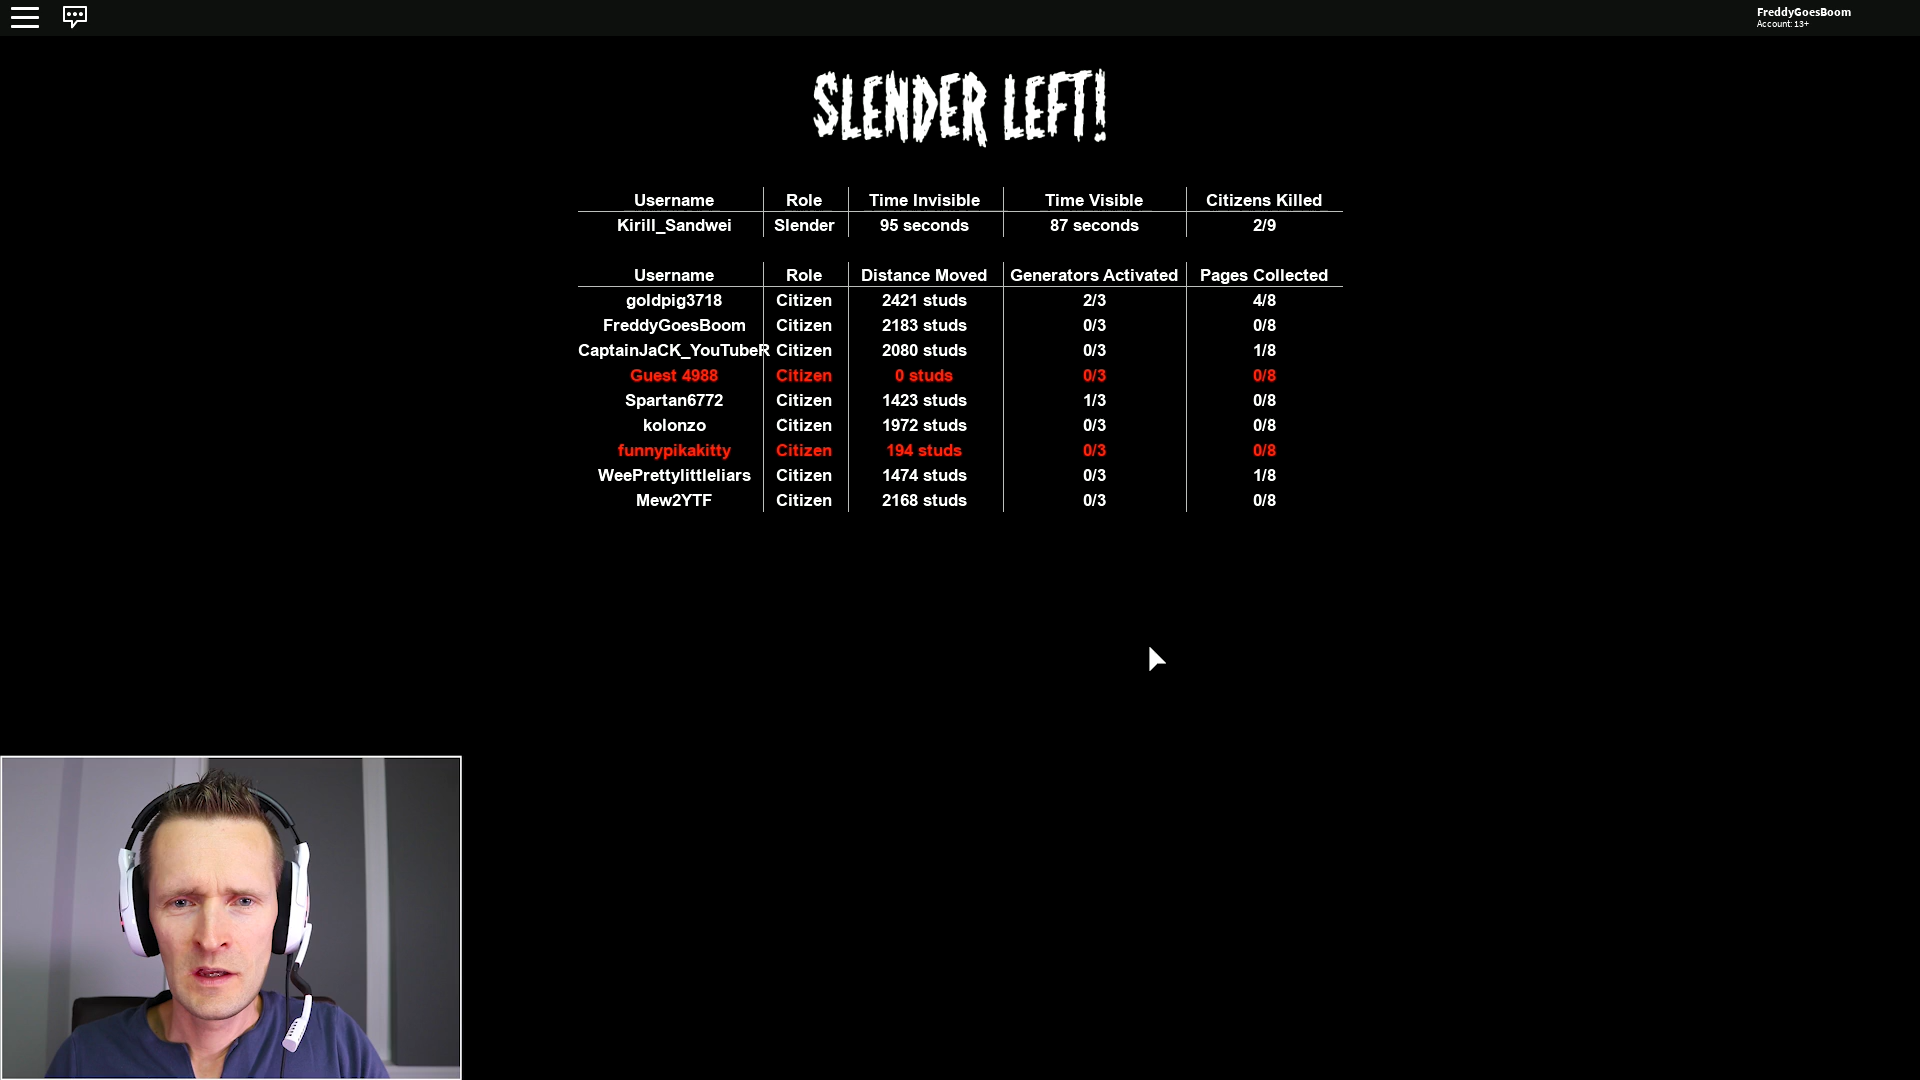 FreddyGoesBoom
Account: 13+
SLENDER LEFT!
Username Role Time Invisible Time Visible Citizens Killed
Kirill_Sandwei Slender 95 seconds 87 seconds 2/9
Username Role Distance Moved Generators Activated Pages Collected
goldpig3718 Citizen 2421 studs 2/3 4/8
FreddyGoesBoom Citizen 2183 studs 0/3 0/8
CaptainJaCK_YouTubeR Citizen 2080 studs 0/3 1/8
Guest 4988 Citizen 0 studs 0/3 0/8
Spartan6772 Citizen 1423 studs 1/3 0/8
kolonzo Citizen 1972 studs 0/3 0/8
funnypikakitty Citizen 194 studs 0/3 0/8
WeePrettylittleliars Citizen 1474 studs 0/3 1/8
Mew2YTF Citizen 2168 studs 0/3 0/8